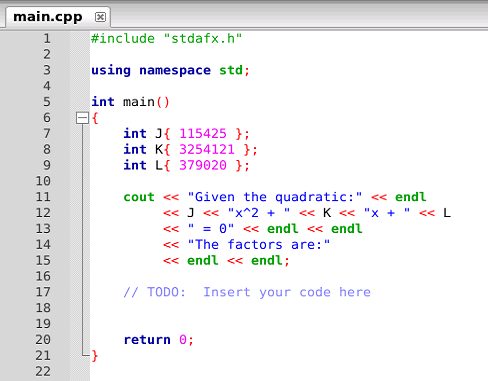 main.cpp
1 #include "stdafx.h"
2
3 using namespace std;
4
5 int main()
6 {
7     int J{ 115425 };
8     int K{ 3254121 };
9     int L{ 379020 };
10
11     cout << "Given the quadratic:" << endl
12          << J << "x^2 + " << K << "x + " << L
13          << " = 0" << endl << endl
14          << "The factors are:"
15          << endl << endl;
16
17     // TODO:  Insert your code here
18
19
20     return 0;
21 }
22